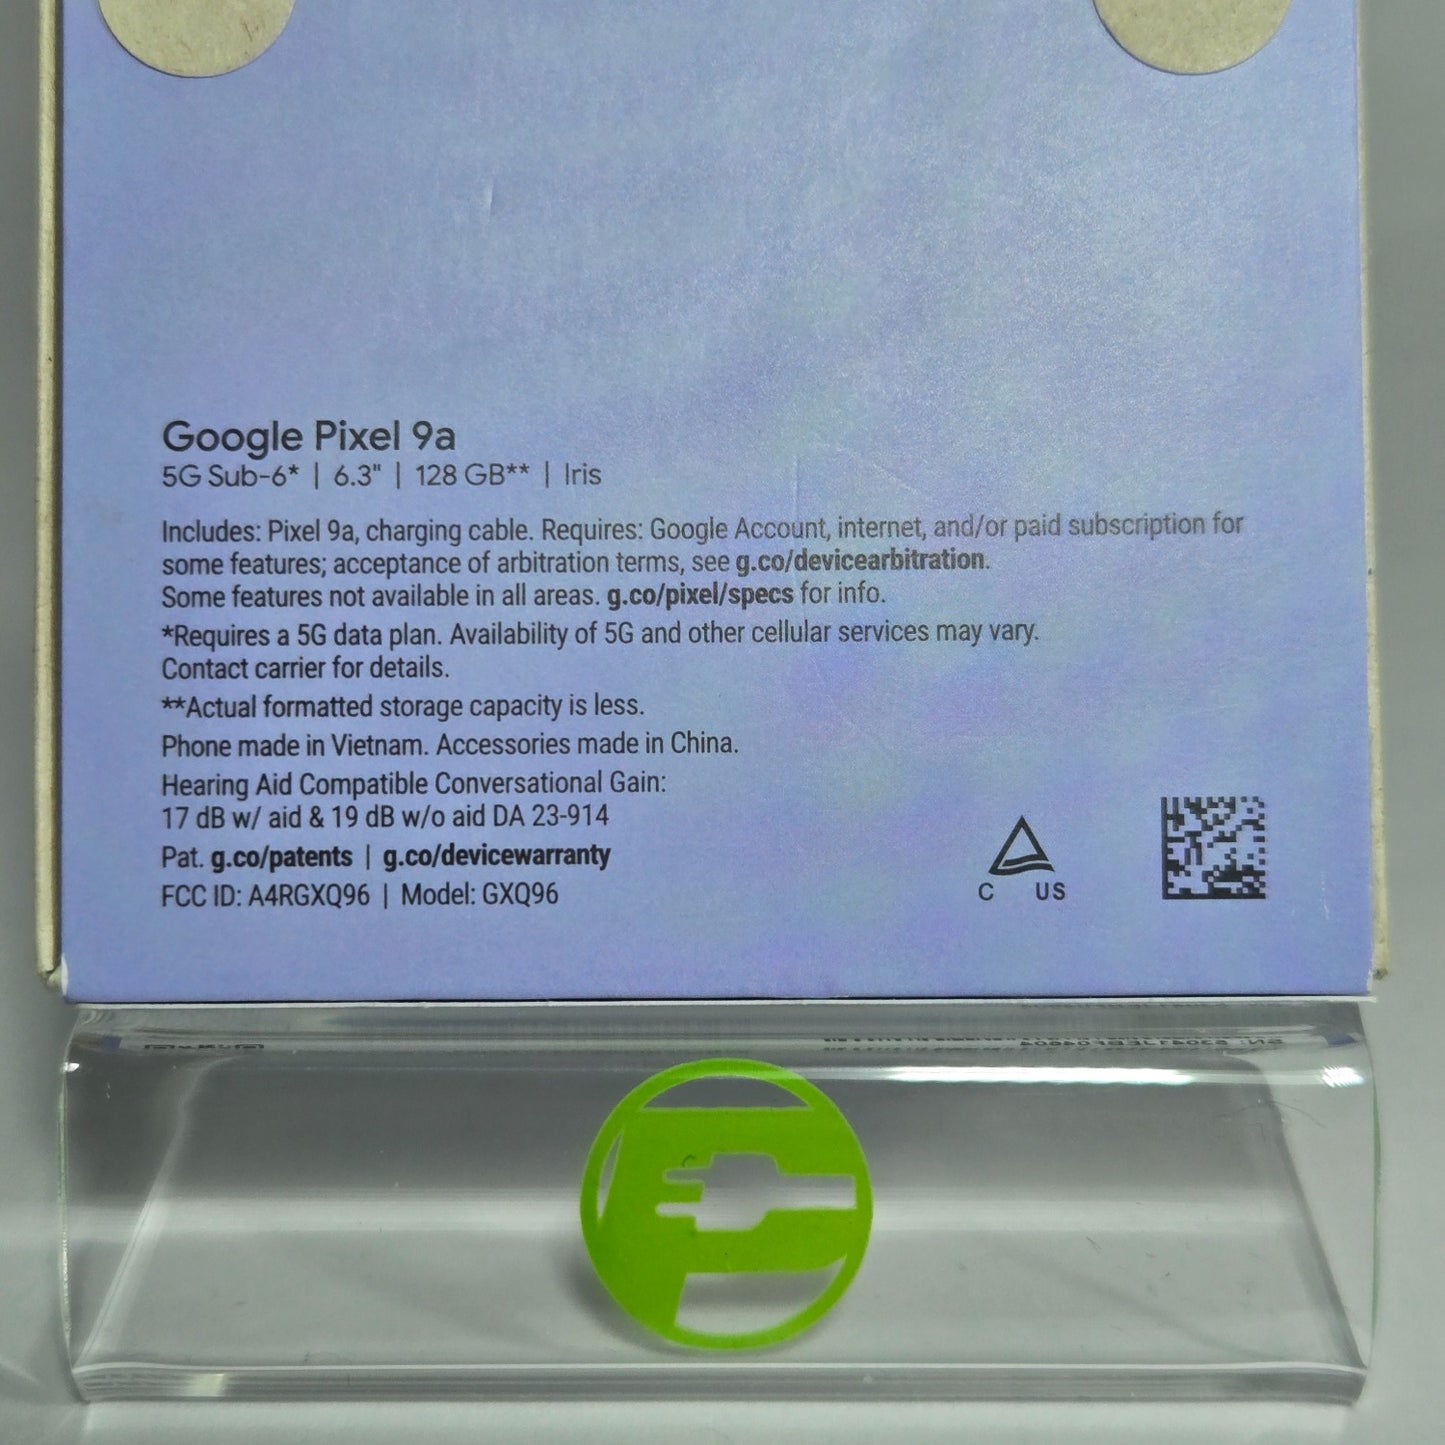 Google Pixel 9a
5G Sub-6* | 6.3" | 128 GB** | Iris
Includes: Pixel 9a, charging cable. Requires: Google Account, internet, and/or paid subscription for
some features; acceptance of arbitration terms, see g.co/devicearbitration.
Some features not available in all areas. g.co/pixel/specs for info.
*Requires a 5G data plan. Availability of 5G and other cellular services may vary.
Contact carrier for details.
**Actual formatted storage capacity is less.
Phone made in Vietnam. Accessories made in China.
Hearing Aid Compatible Conversational Gain:
17 dB w/ aid & 19 dB w/o aid DA 23-914
Pat. g.co/patents | g.co/devicewarranty
FCC ID: A4RGXQ96 | Model: GXQ96
C US